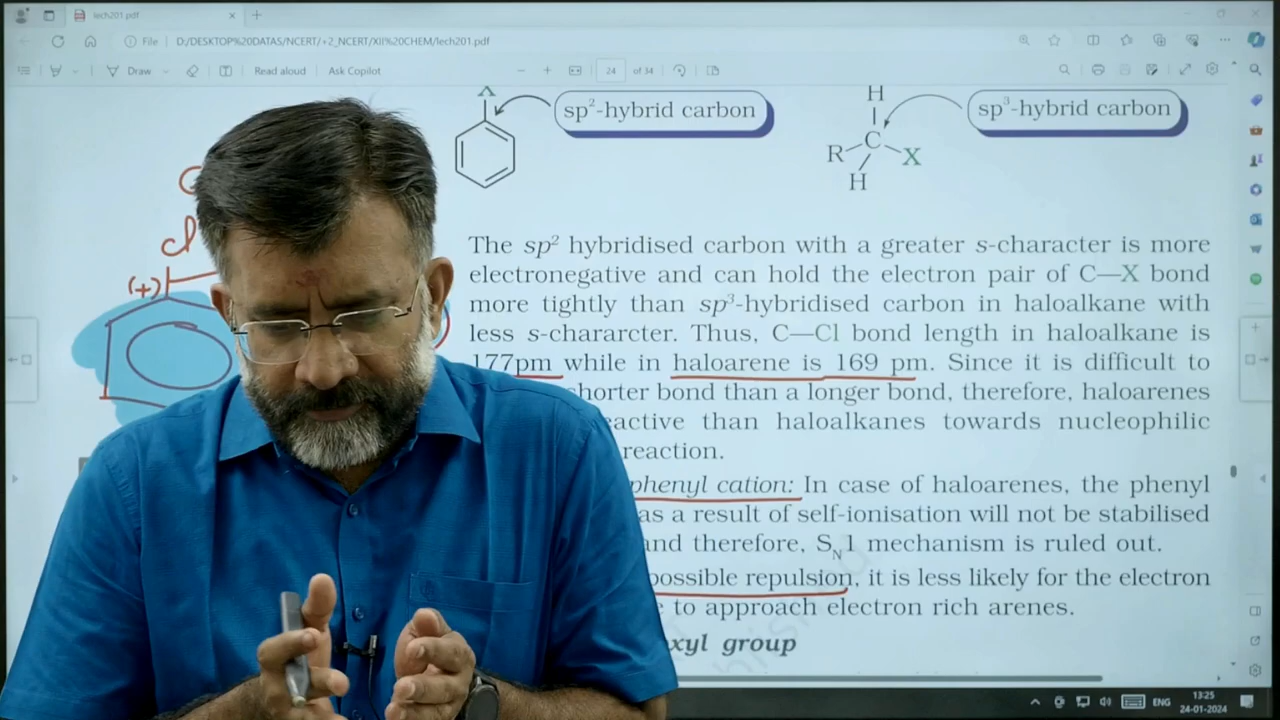 lech201.pdf
File D:/DESKTOP%20DATAS/NCERT/+2_NCERT/XII%20CHEM/lech201.pdf
Draw Read aloud Ask Copilot 24 of 34
X sp²-hybrid carbon H sp³-hybrid carbon
R C X
H
Cl
(+)
The sp² hybridised carbon with a greater s-character is more
electronegative and can hold the electron pair of C—X bond
more tightly than sp³-hybridised carbon in haloalkane with
less s-chararcter. Thus, C—Cl bond length in haloalkane is
177pm while in haloarene is 169 pm. Since it is difficult to
shorter bond than a longer bond, therefore, haloarenes
than haloalkanes towards nucleophilic
reaction.
phenyl cation: In case of haloarenes, the phenyl
as a result of self-ionisation will not be stabilised
and therefore, SN1 mechanism is ruled out.
possible repulsion, it is less likely for the electron
to approach electron rich arenes.
group
ENG 13:25
24-01-2024